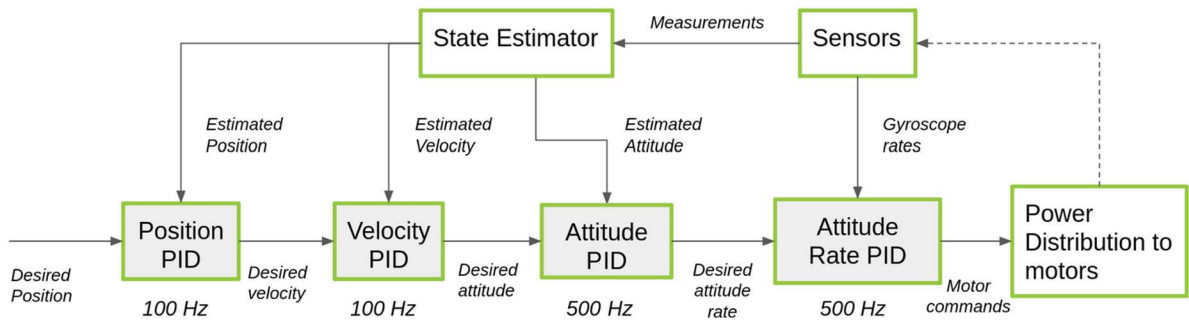 State Estimator
Measurements
Sensors
Estimated
Position
Estimated
Velocity
Estimated
Attitude
Gyroscope
rates
Position
PID
Velocity
PID
Attitude
PID
Attitude
Rate PID
Power
Distribution to
motors
Desired
Position
Desired
velocity
Desired
attitude
Desired
attitude
rate
Motor
commands
100 Hz
100 Hz
500 Hz
500 Hz